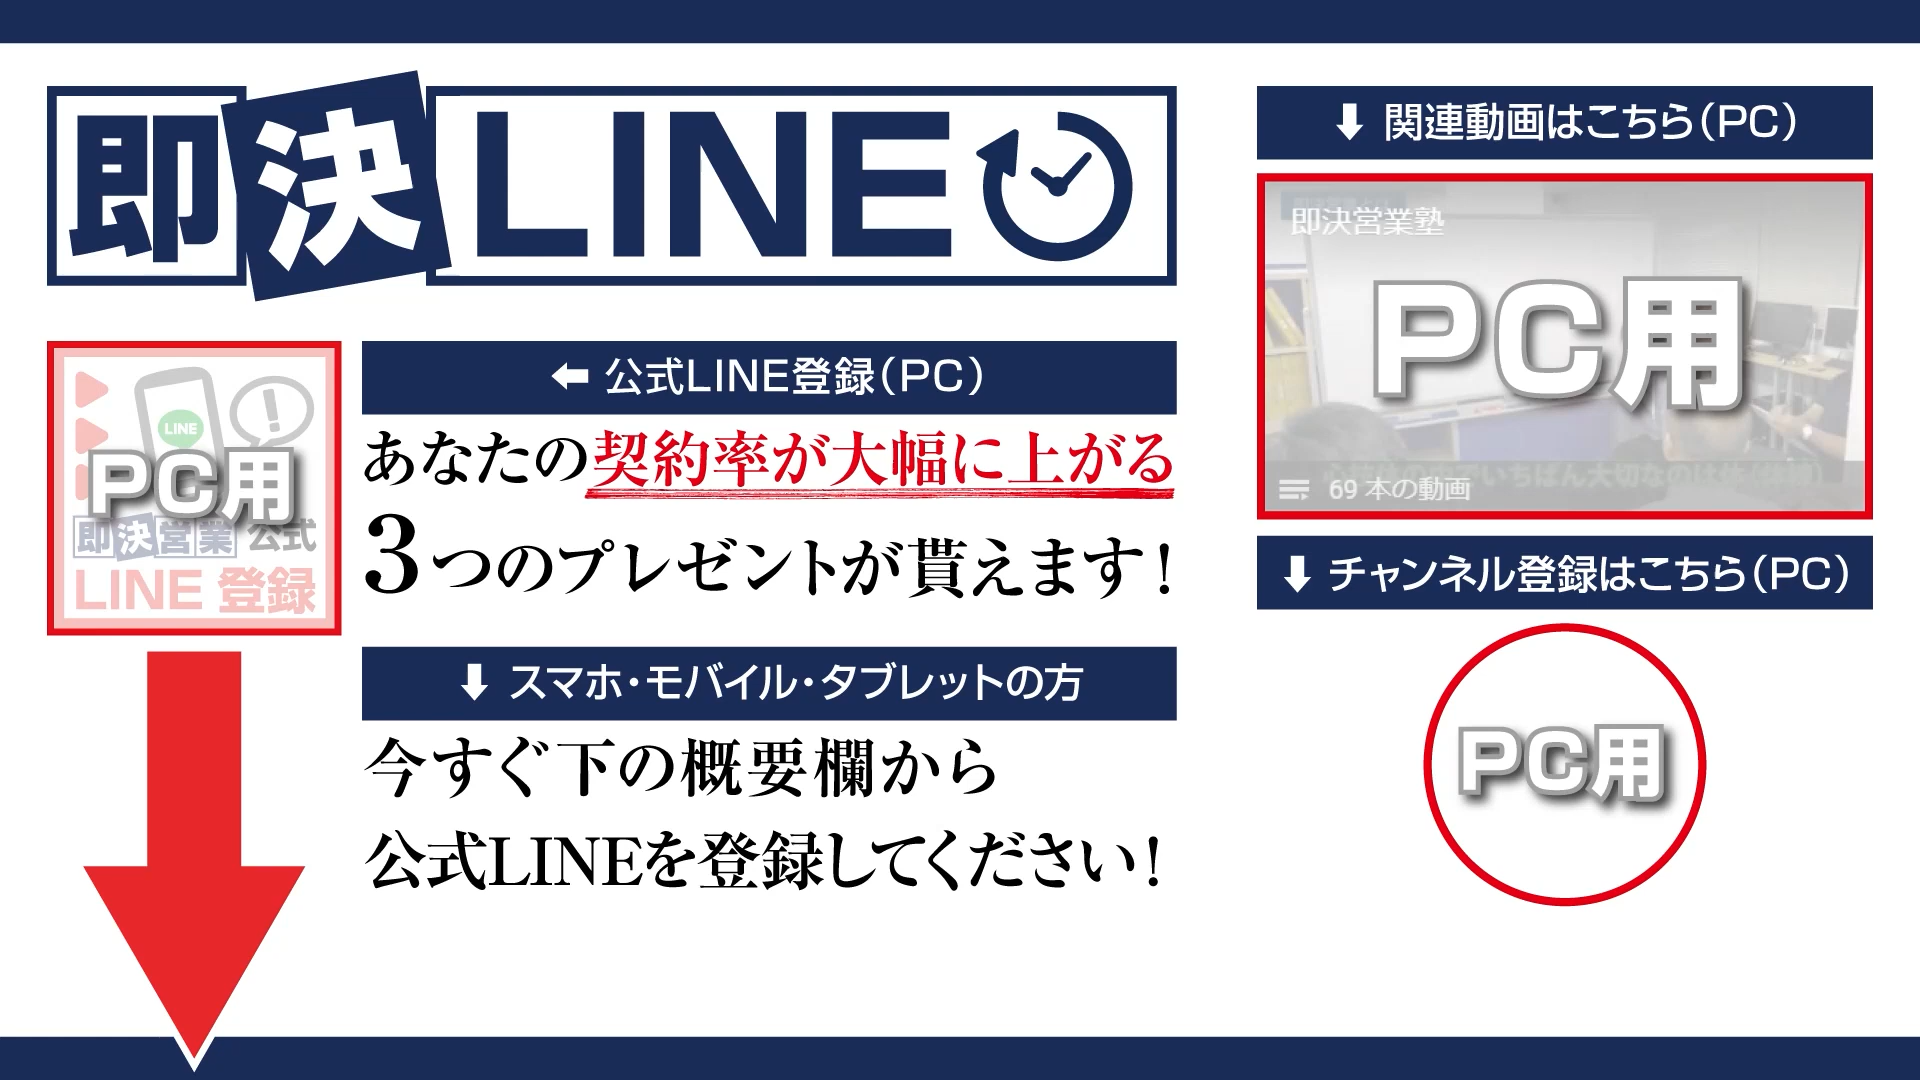 即決LINE
LINE
PC用
即決営業 公式
LINE 登録
← 公式LINE登録（PC）
あなたの契約率が大幅に上がる
3つのプレゼントが貰えます！
↓ スマホ・モバイル・タブレットの方
今すぐ下の概要欄から
公式LINEを登録してください！
↓ 関連動画はこちら（PC）
即決営業塾
PC用
69 本の動画
↓ チャンネル登録はこちら（PC）
PC用